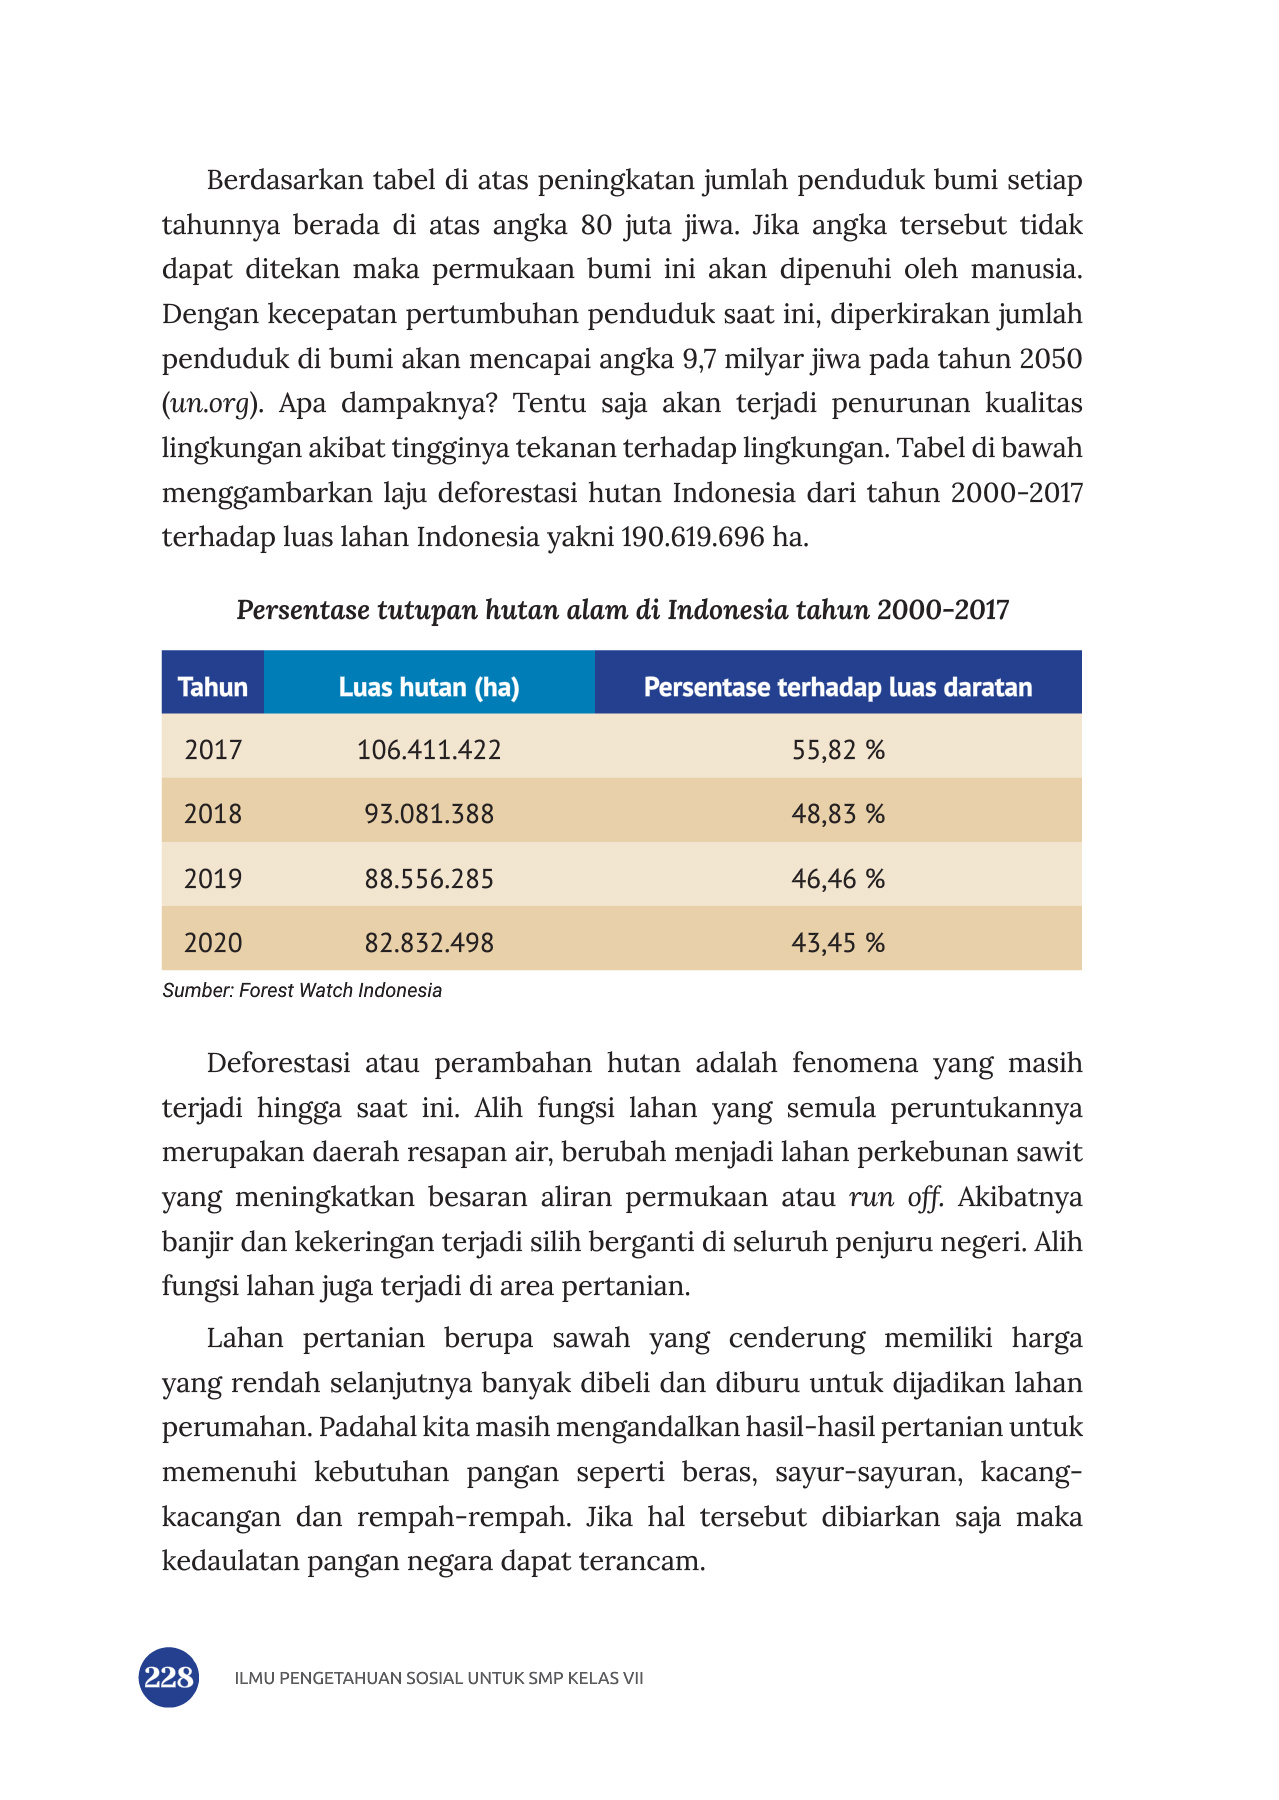 Berdasarkan tabel di atas peningkatan jumlah penduduk bumi setiap
tahunnya berada di atas angka 80 juta jiwa. Jika angka tersebut tidak
dapat ditekan maka permukaan bumi ini akan dipenuhi oleh manusia.
Dengan kecepatan pertumbuhan penduduk saat ini, diperkirakan jumlah
penduduk di bumi akan mencapai angka 9,7 milyar jiwa pada tahun 2050
(un.org). Apa dampaknya? Tentu saja akan terjadi penurunan kualitas
lingkungan akibat tingginya tekanan terhadap lingkungan. Tabel di bawah
menggambarkan laju deforestasi hutan Indonesia dari tahun 2000-2017
terhadap luas lahan Indonesia yakni 190.619.696 ha.
Persentase tutupan hutan alam di Indonesia tahun 2000-2017
Tahun Luas hutan (ha) Persentase terhadap luas daratan
2017 106.411.422 55,82 %
2018 93.081.388 48,83 %
2019 88.556.285 46,46 %
2020 82.832.498 43,45 %
Sumber: Forest Watch Indonesia
Deforestasi atau perambahan hutan adalah fenomena yang masih
terjadi hingga saat ini. Alih fungsi lahan yang semula peruntukannya
merupakan daerah resapan air, berubah menjadi lahan perkebunan sawit
yang meningkatkan besaran aliran permukaan atau run off. Akibatnya
banjir dan kekeringan terjadi silih berganti di seluruh penjuru negeri. Alih
fungsi lahan juga terjadi di area pertanian.
Lahan pertanian berupa sawah yang cenderung memiliki harga
yang rendah selanjutnya banyak dibeli dan diburu untuk dijadikan lahan
perumahan. Padahal kita masih mengandalkan hasil-hasil pertanian untuk
memenuhi kebutuhan pangan seperti beras, sayur-sayuran, kacang-
kacangan dan rempah-rempah. Jika hal tersebut dibiarkan saja maka
kedaulatan pangan negara dapat terancam.
228 ILMU PENGETAHUAN SOSIAL UNTUK SMP KELAS VII